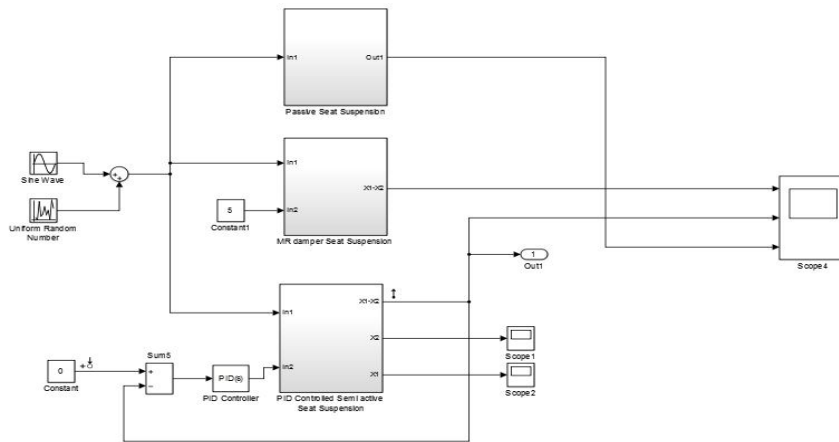 In1
Out1
Passive Seat Suspension
Sine Wave
Uniform Random
Number
In1
In2
X1-X2
5
Constant1
MR damper Seat Suspension
1
Out1
Scope4
In1
In2
X1-X2
X2
X1
Scope1
Scope2
0
Constant
Sum5
PID(s)
PID Controller
PID Controlled Semi active
Seat Suspension